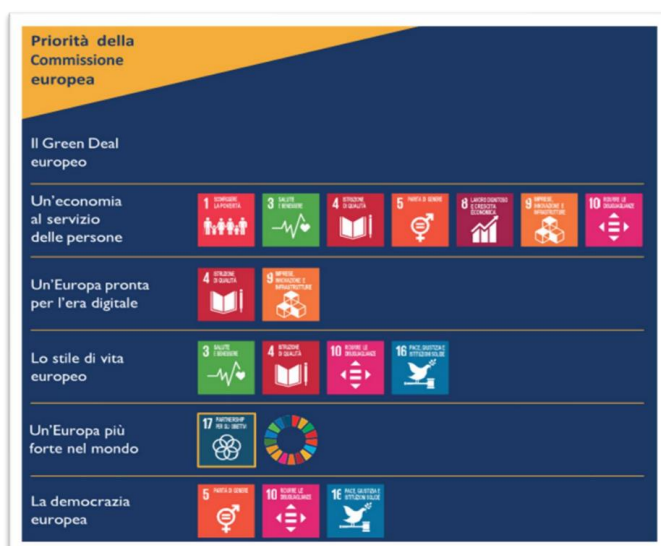 Priorità della
Commissione
europea
Il Green Deal
europeo
Un'economia
al servizio
delle persone
1 SCONFIGGERE
LA POVERTÀ
3 SALUTE
E BENESSERE
4 ISTRUZIONE
DI QUALITÀ
5 PARITÀ DI GENERE
8 LAVORO DIGNITOSO
E CRESCITA
ECONOMICA
9 IMPRESE,
INNOVAZIONE E
INFRASTRUTTURE
10 RIDURRE LE
DISUGUAGLIANZE
Un'Europa pronta
per l'era digitale
4 ISTRUZIONE
DI QUALITÀ
9 IMPRESE,
INNOVAZIONE E
INFRASTRUTTURE
Lo stile di vita
europeo
3 SALUTE
E BENESSERE
4 ISTRUZIONE
DI QUALITÀ
10 RIDURRE LE
DISUGUAGLIANZE
16 PACE, GIUSTIZIA E
ISTITUZIONI SOLIDE
Un'Europa più
forte nel mondo
17 PARTNERSHIP
PER GLI OBIETTIVI
La democrazia
europea
5 PARITÀ DI GENERE
10 RIDURRE LE
DISUGUAGLIANZE
16 PACE, GIUSTIZIA E
ISTITUZIONI SOLIDE